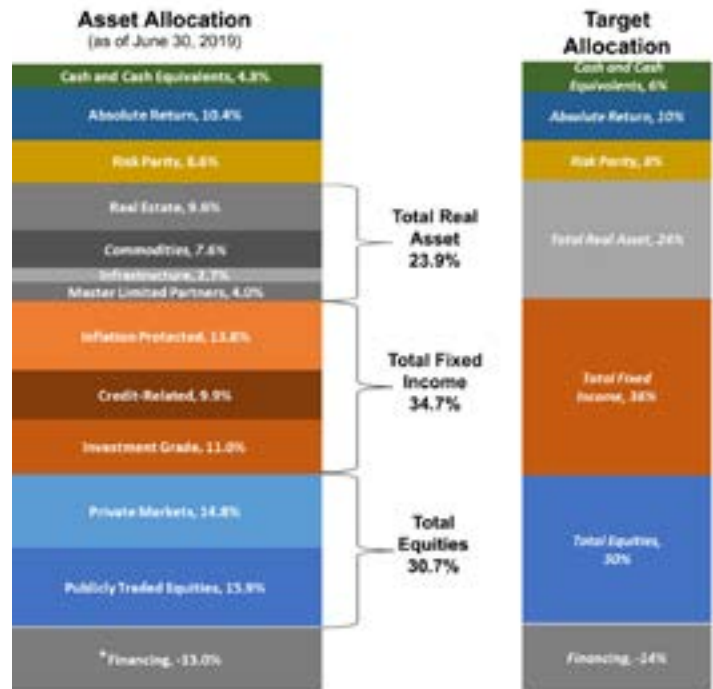 Asset Allocation
(as of June 30, 2019)
Cash and Cash Equivalents, 4.8%
Absolute Return, 10.4%
Risk Parity, 8.6%
Real Estate, 9.6%
Commodities, 7.6%
Infrastructure, 2.7%
Master Limited Partners, 4.0%
Inflation Protected, 13.8%
Credit-Related, 9.9%
Investment Grade, 11.0%
Private Markets, 14.8%
Publicly Traded Equities, 15.9%
*Financing, -13.0%
Total Real
Asset
23.9%
Total Fixed
Income
34.7%
Total
Equities
30.7%
Target
Allocation
Cash and Cash
Equivalents, 6%
Absolute Return, 10%
Risk Parity, 8%
Total Real Asset, 24%
Total Fixed
Income, 36%
Total Equities,
30%
Financing, -14%